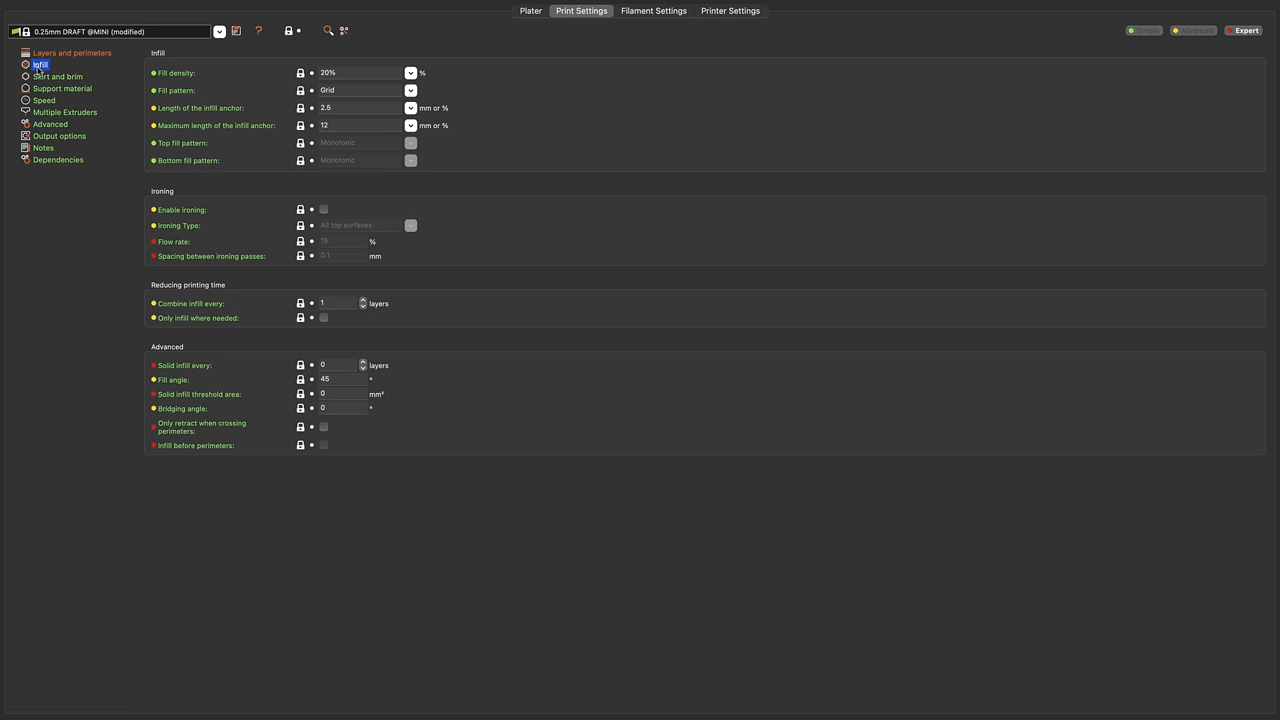 Plater Print Settings Filament Settings Printer Settings
0.25mm DRAFT @MINI (modified)
Simple Advanced Expert
Layers and perimeters
Infill
Skirt and brim
Support material
Speed
Multiple Extruders
Advanced
Output options
Notes
Dependencies
Infill
Fill density: 20% %
Fill pattern: Grid
Length of the infill anchor: 2.5 mm or %
Maximum length of the infill anchor: 12 mm or %
Top fill pattern: Monotonic
Bottom fill pattern: Monotonic
Ironing
Enable ironing:
Ironing Type: All top surfaces
Flow rate: 15 %
Spacing between ironing passes: 0.1 mm
Reducing printing time
Combine infill every: 1 layers
Only infill where needed:
Advanced
Solid infill every: 0 layers
Fill angle: 45 °
Solid infill threshold area: 0 mm²
Bridging angle: 0 °
Only retract when crossing
perimeters:
Infill before perimeters: